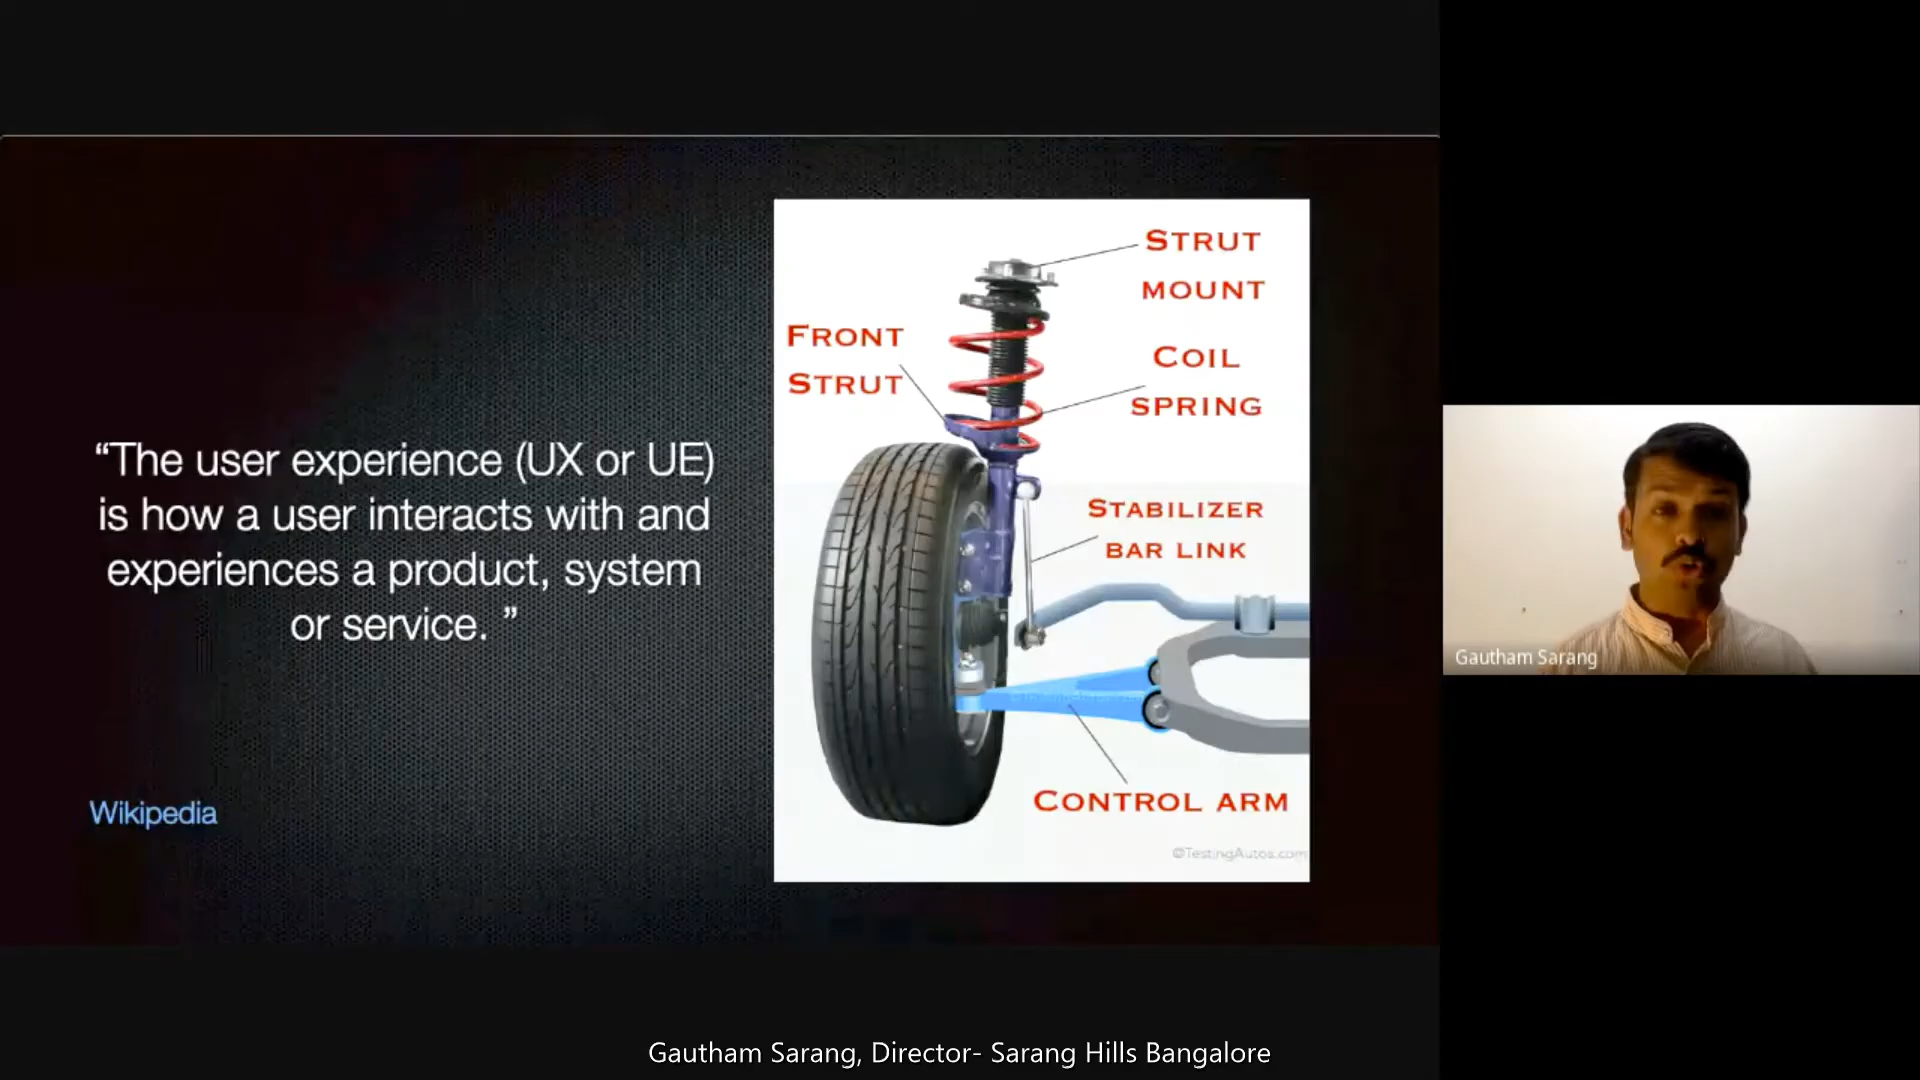 “The user experience (UX or UE)
is how a user interacts with and
experiences a product, system
or service. ”
Wikipedia
STRUT
MOUNT
FRONT
STRUT
COIL
SPRING
STABILIZER
BAR LINK
CONTROL ARM
©TestingAutos.com
Gautham Sarang
Gautham Sarang, Director- Sarang Hills Bangalore